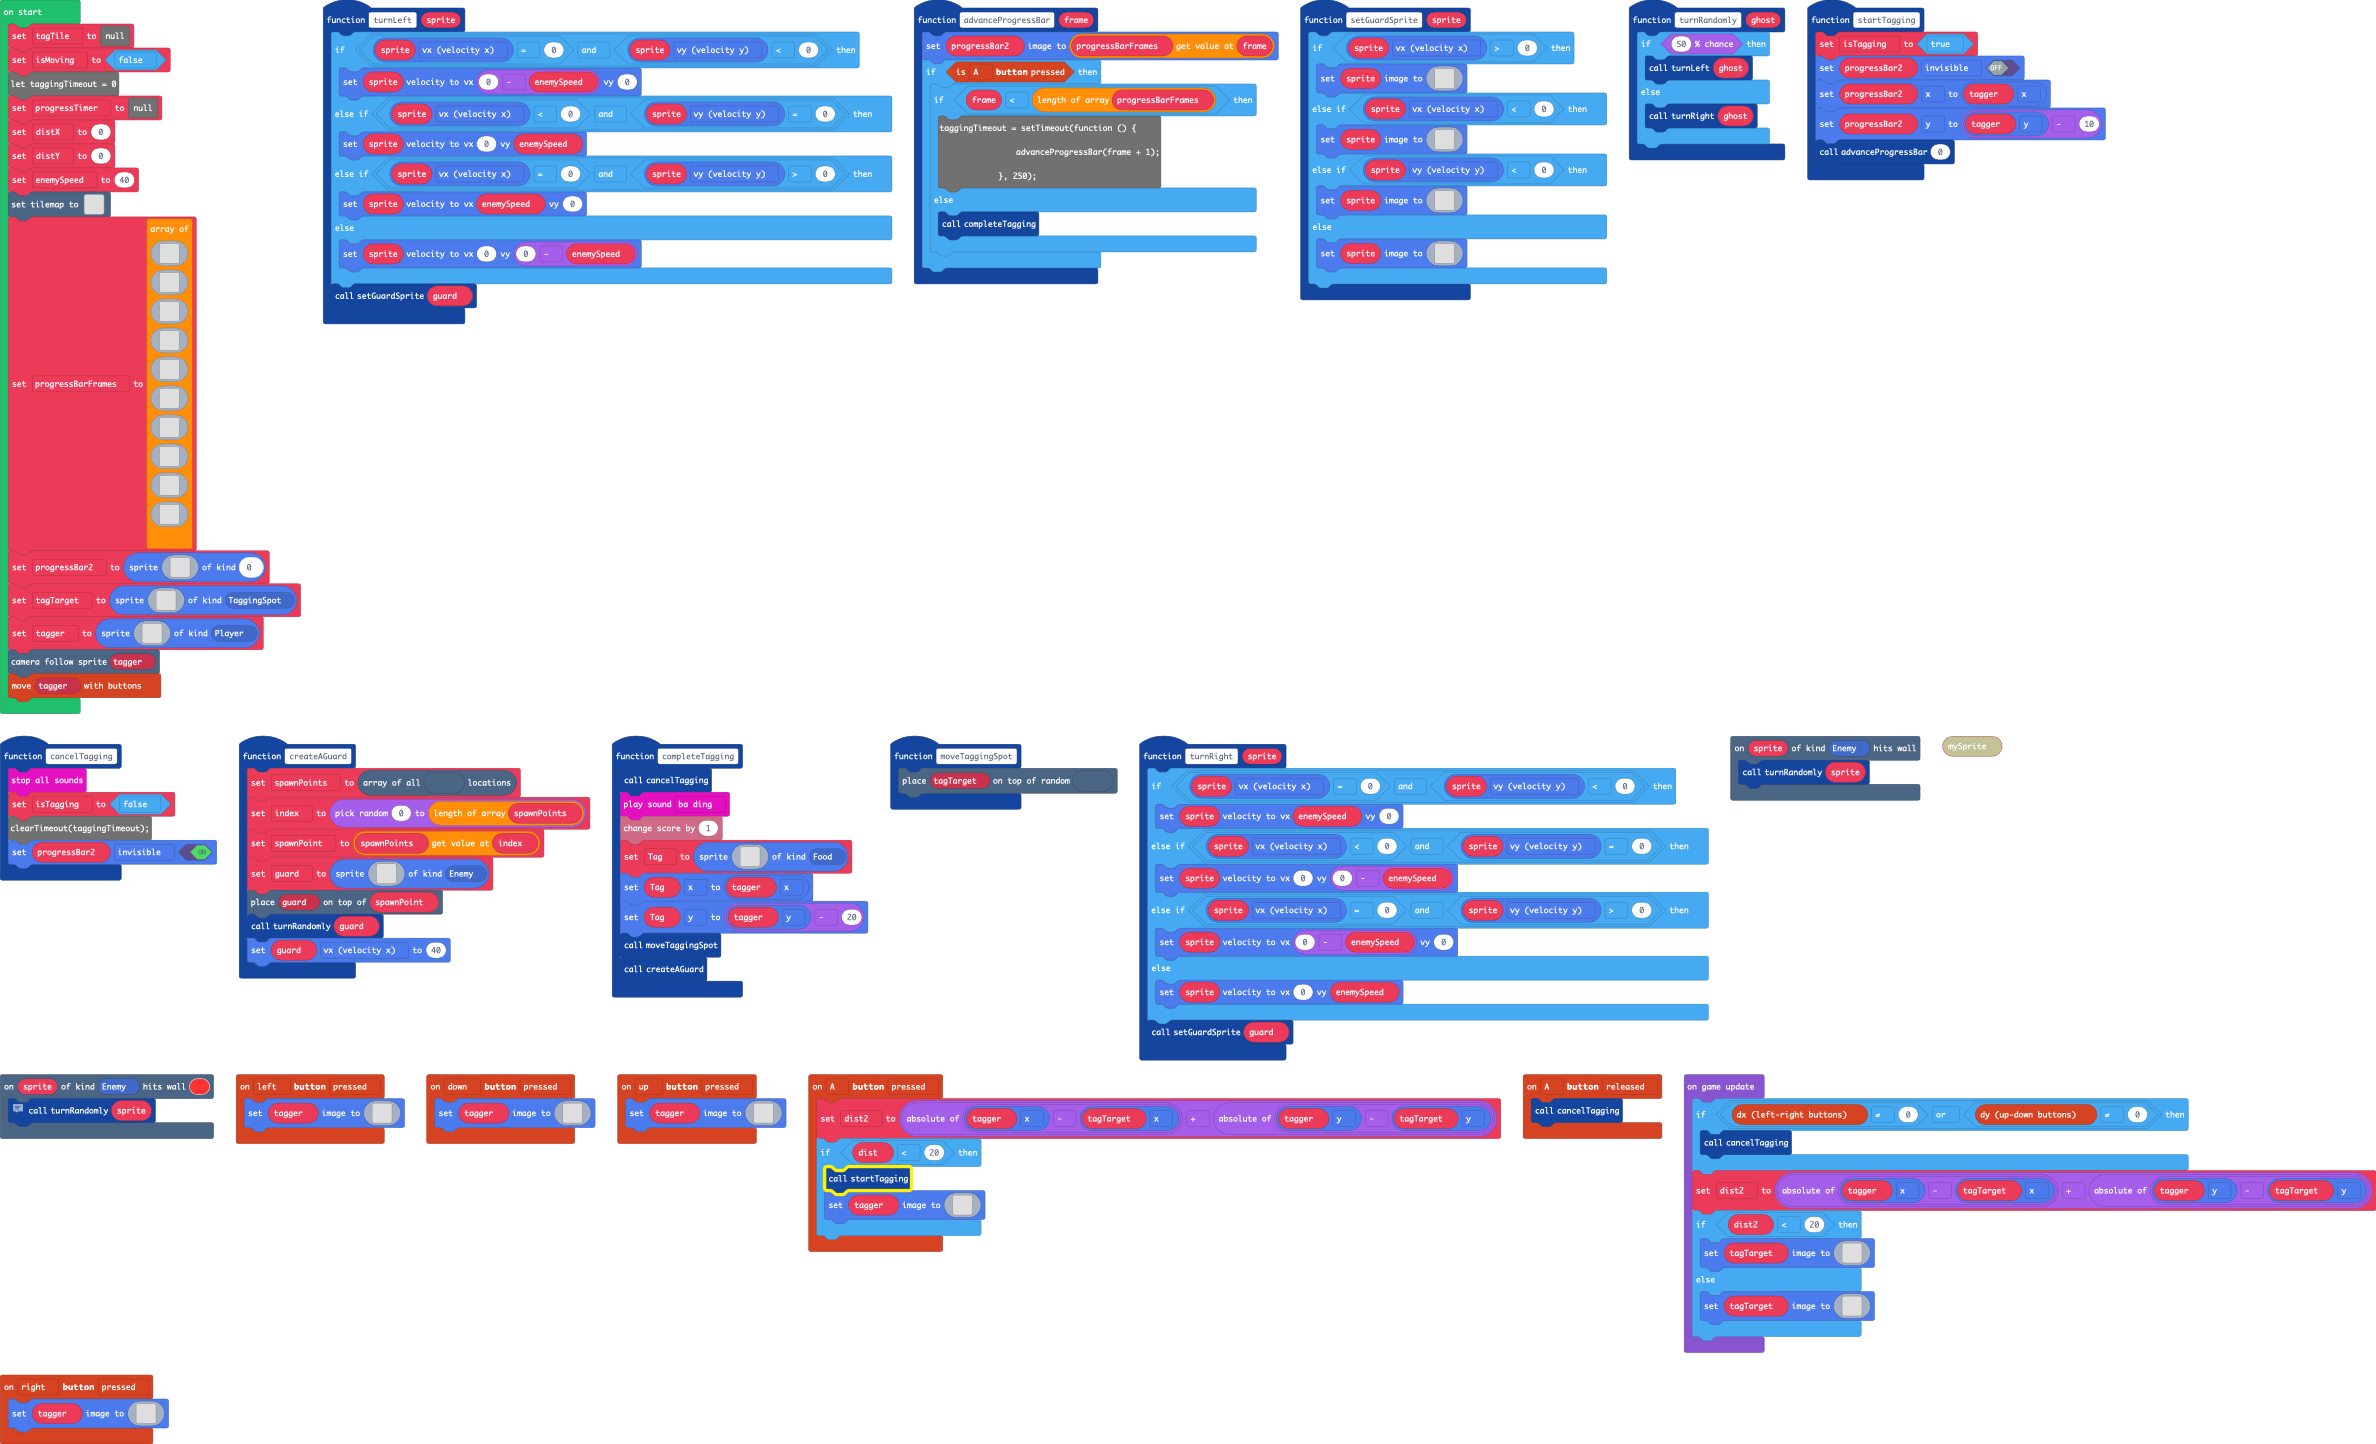 on start
set tagTile to null
set isMoving to false
let taggingTimeout = 0
set progressTimer to null
set distX to 0
set distY to 0
set enemySpeed to 40
set tilemap to
array of
set progressBarFrames to
set progressBar2 to sprite of kind 0
set tagTarget to sprite of kind TaggingSpot
set tagger to sprite of kind Player
camera follow sprite tagger
move tagger with buttons
function turnLeft sprite
if sprite vx (velocity x) = 0 and sprite vy (velocity y) < 0 then
set sprite velocity to vx 0 - enemySpeed vy 0
else if sprite vx (velocity x) < 0 and sprite vy (velocity y) = 0 then
set sprite velocity to vx 0 vy enemySpeed
else if sprite vx (velocity x) = 0 and sprite vy (velocity y) > 0 then
set sprite velocity to vx enemySpeed vy 0
else
set sprite velocity to vx 0 vy 0 - enemySpeed
call setGuardSprite guard
function advanceProgressBar frame
set progressBar2 image to progressBarFrames get value at frame
if is A button pressed then
if frame < length of array progressBarFrames then
taggingTimeout = setTimeout(function () {
advanceProgressBar(frame + 1);
}, 250);
else
call completeTagging
function setGuardSprite sprite
if sprite vx (velocity x) > 0 then
set sprite image to
else if sprite vx (velocity x) < 0 then
set sprite image to
else if sprite vy (velocity y) < 0 then
set sprite image to
else
set sprite image to
function turnRandomly ghost
if 50 % chance then
call turnLeft ghost
else
call turnRight ghost
function startTagging
set isTagging to true
set progressBar2 invisible OFF
set progressBar2 x to tagger x
set progressBar2 y to tagger y - 10
call advanceProgressBar 0
function cancelTagging
stop all sounds
set isTagging to false
clearTimeout(taggingTimeout);
set progressBar2 invisible ON
function createAGuard
set spawnPoints to array of all locations
set index to pick random 0 to length of array spawnPoints
set spawnPoint to spawnPoints get value at index
set guard to sprite of kind Enemy
place guard on top of spawnPoint
call turnRandomly guard
set guard vx (velocity x) to 40
function completeTagging
call cancelTagging
play sound ba ding
change score by 1
set Tag to sprite of kind Food
set Tag x to tagger x
set Tag y to tagger y - 20
call moveTaggingSpot
call createAGuard
function moveTaggingSpot
place tagTarget on top of random
function turnRight sprite
if sprite vx (velocity x) = 0 and sprite vy (velocity y) < 0 then
set sprite velocity to vx enemySpeed vy 0
else if sprite vx (velocity x) < 0 and sprite vy (velocity y) = 0 then
set sprite velocity to vx 0 vy 0 - enemySpeed
else if sprite vx (velocity x) = 0 and sprite vy (velocity y) > 0 then
set sprite velocity to vx 0 - enemySpeed vy 0
else
set sprite velocity to vx 0 vy enemySpeed
call setGuardSprite guard
on sprite of kind Enemy hits wall
call turnRandomly sprite
mySprite
on sprite of kind Enemy hits wall
call turnRandomly sprite
on left button pressed
set tagger image to
on down button pressed
set tagger image to
on up button pressed
set tagger image to
on A button pressed
set dist2 to absolute of tagger x - tagTarget x + absolute of tagger y - tagTarget y
if dist < 20 then
call startTagging
set tagger image to
on A button released
call cancelTagging
on game update
if dx (left-right buttons) ≠ 0 or dy (up-down buttons) ≠ 0 then
call cancelTagging
set dist2 to absolute of tagger x - tagTarget x + absolute of tagger y - tagTarget y
if dist2 < 20 then
set tagTarget image to
else
set tagTarget image to
on right button pressed
set tagger image to